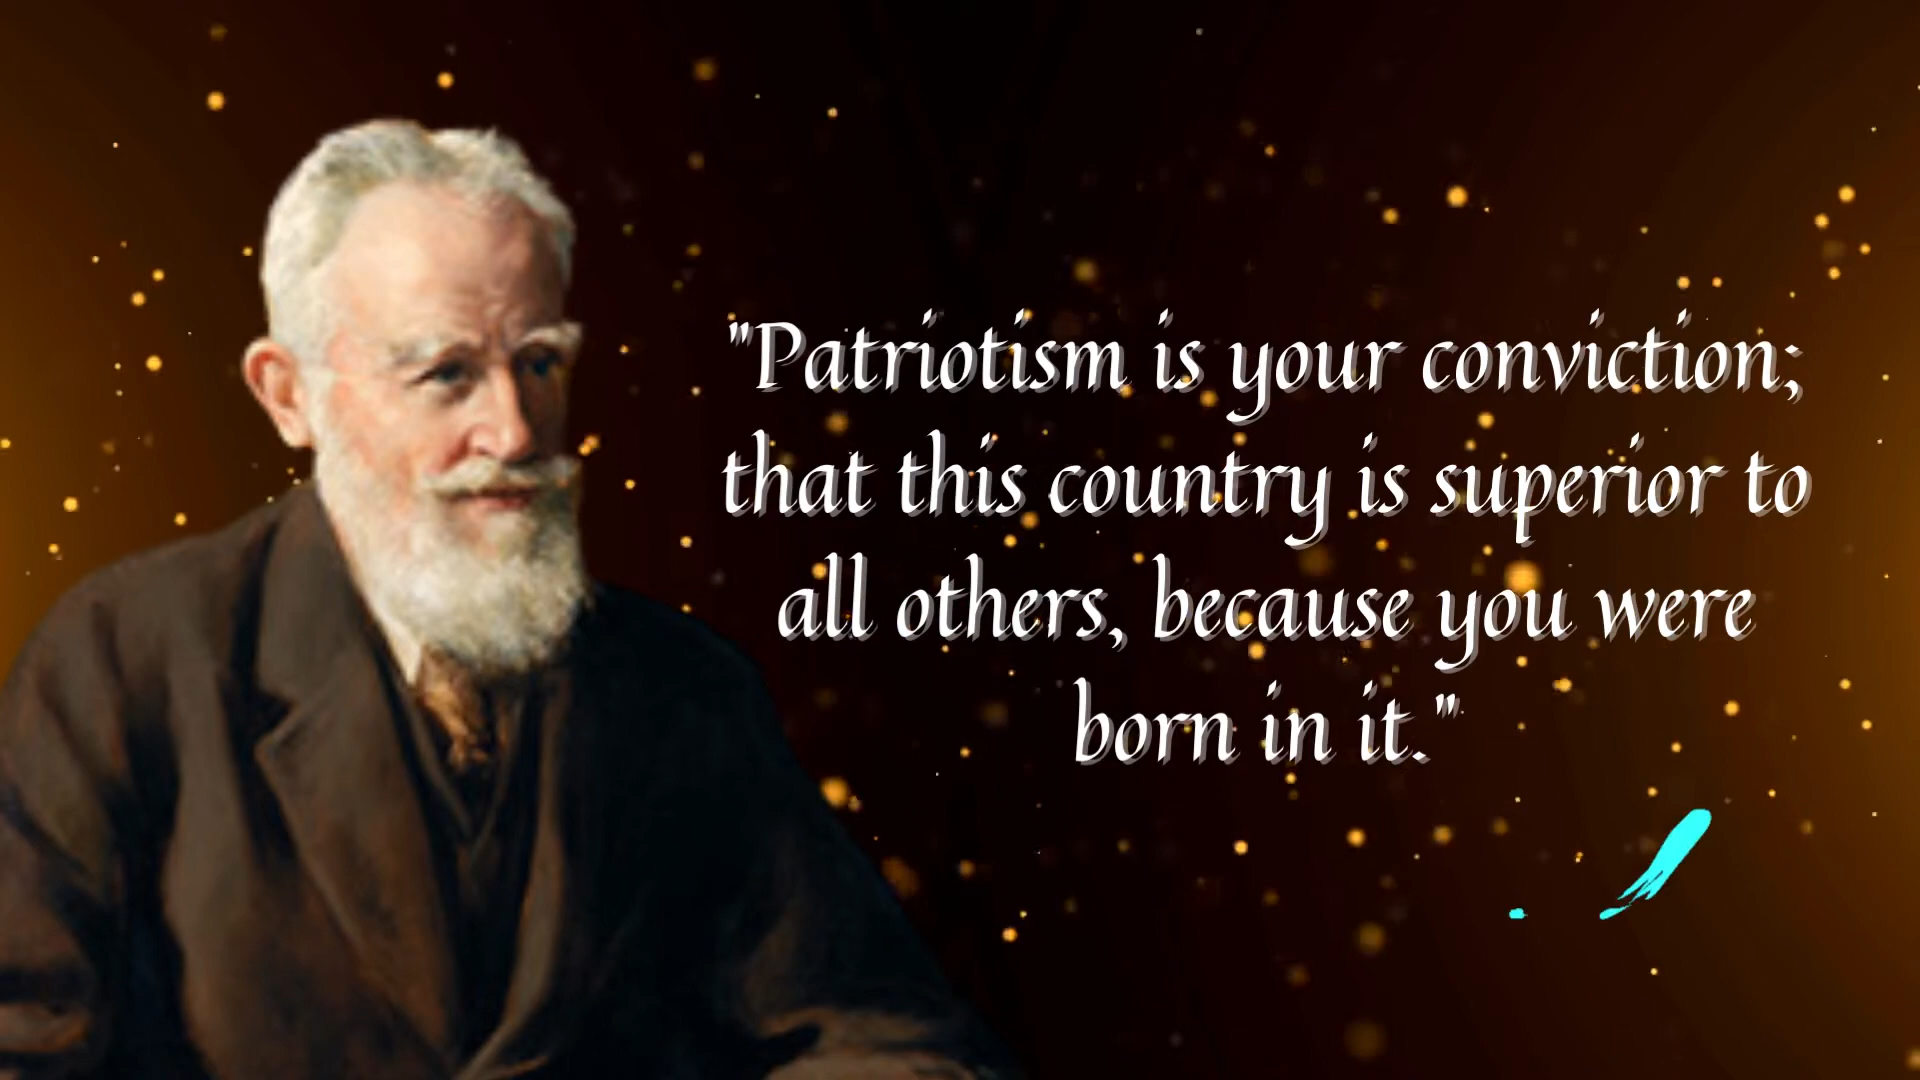 "Patriotism is your conviction;
that this country is superior to
all others, because you were
born in it."